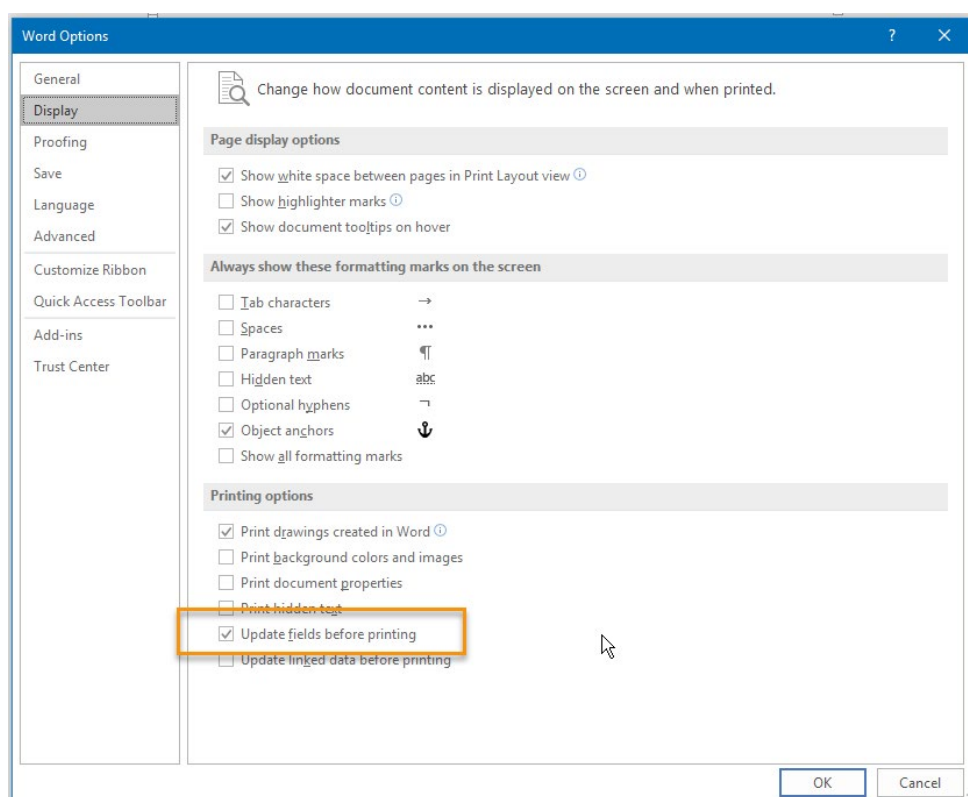 Word Options
General
Display
Proofing
Save
Language
Advanced
Customize Ribbon
Quick Access Toolbar
Add-ins
Trust Center
Change how document content is displayed on the screen and when printed.
Page display options
Show white space between pages in Print Layout view
Show highlighter marks
Show document tooltips on hover
Always show these formatting marks on the screen
Tab characters →
Spaces •••
Paragraph marks ¶
Hidden text abc
Optional hyphens ¬
Object anchors
Show all formatting marks
Printing options
Print drawings created in Word
Print background colors and images
Print document properties
Print hidden text
Update fields before printing
Update linked data before printing
OK Cancel